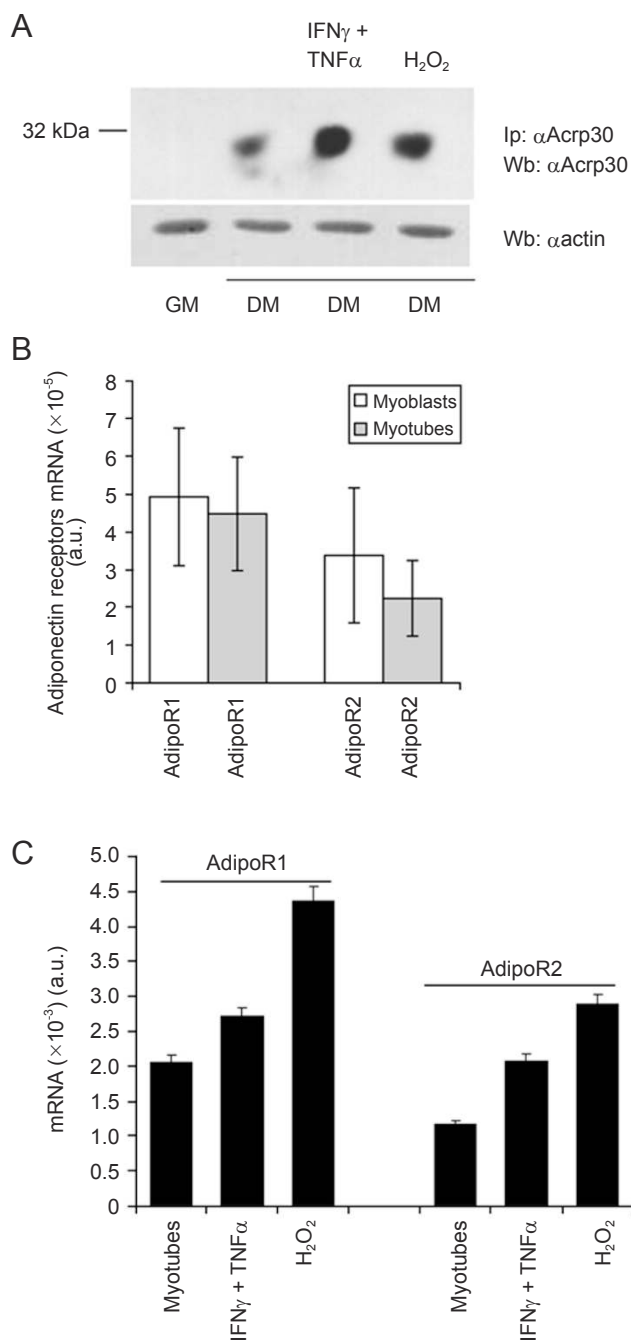 A
IFNγ +
TNFα
H₂O₂
32 kDa
Ip: αAcrp30
Wb: αAcrp30
Wb: αactin
GM DM DM DM
B
Adiponectin receptors mRNA (×10⁻⁵)
(a.u.)
8
7
6
5
4
3
2
1
0
Myoblasts
Myotubes
AdipoR1
AdipoR1
AdipoR2
AdipoR2
C
mRNA (×10⁻³) (a.u.)
5.0
4.5
4.0
3.5
3.0
2.5
2.0
1.5
1.0
0.5
0
AdipoR1
AdipoR2
Myotubes
IFNγ + TNFα
H₂O₂
Myotubes
IFNγ + TNFα
H₂O₂